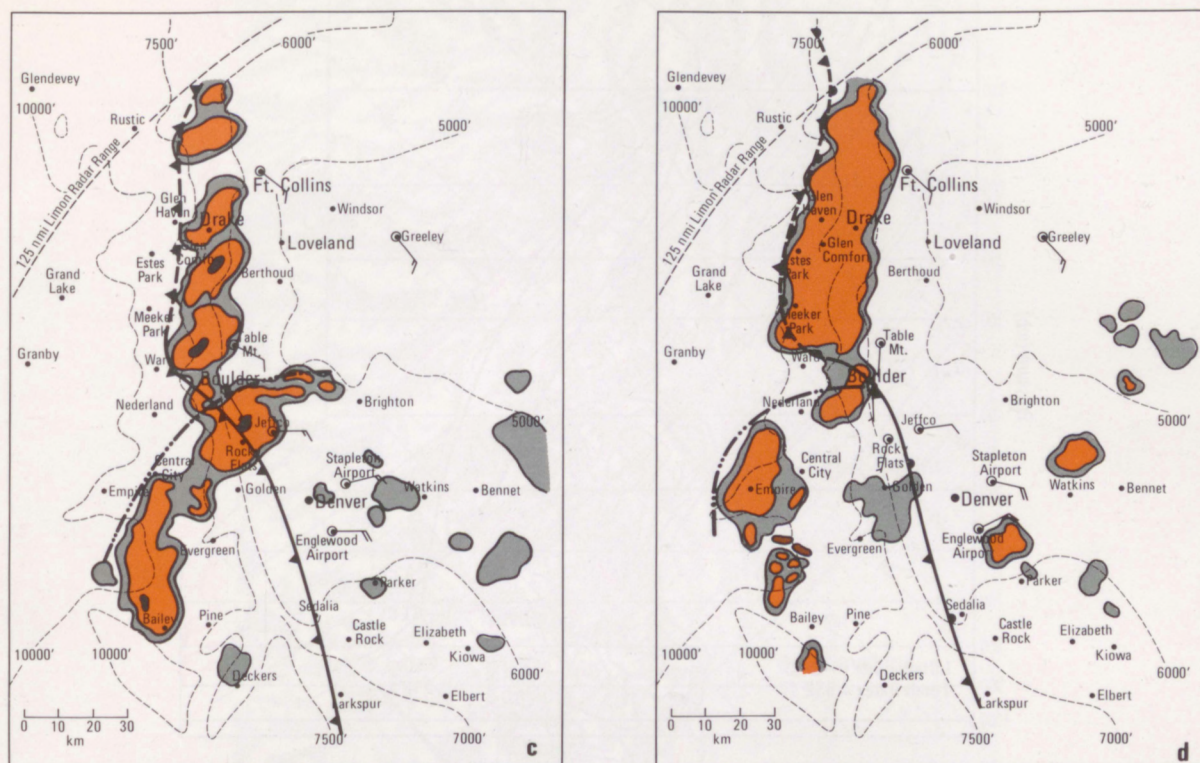 7500'
6000'
Glendevey
10000'
Rustic
5000'
125 nmi Limon Radar Range
Ft. Collins
Glen
Haven
Windsor
Drake
Greeley
Loveland
Glen
Comfort
Estes
Park
Berthoud
Grand
Lake
Meeker
Park
Table
Mt.
Granby
Ward
Boulder
Nederland
Brighton
5000'
Jeffco
Rocky
Flats
Central
City
Stapleton
Airport
Empire
Golden
Watkins
Bennet
Denver
Englewood
Airport
Evergreen
Parker
Sedalia
Bailey
Pine
Castle
Rock
Elizabeth
Kiowa
10000'
10000'
6000'
Deckers
Larkspur
Elbert
0 10 20 30
km
7500'
7000'
c
7500'
6000'
Glendevey
10000'
Rustic
5000'
125 nmi Limon Radar Range
Ft. Collins
Glen
Haven
Windsor
Drake
Greeley
Loveland
Glen
Comfort
Estes
Park
Berthoud
Grand
Lake
Meeker
Park
Table
Mt.
Granby
Ward
Boulder
Nederland
Brighton
5000'
Jeffco
Rocky
Flats
Central
City
Stapleton
Airport
Empire
Golden
Watkins
Bennet
Denver
Englewood
Airport
Evergreen
Parker
Sedalia
Bailey
Pine
Castle
Rock
Elizabeth
Kiowa
10000'
10000'
6000'
Deckers
Larkspur
Elbert
0 10 20 30
km
7500'
7000'
d